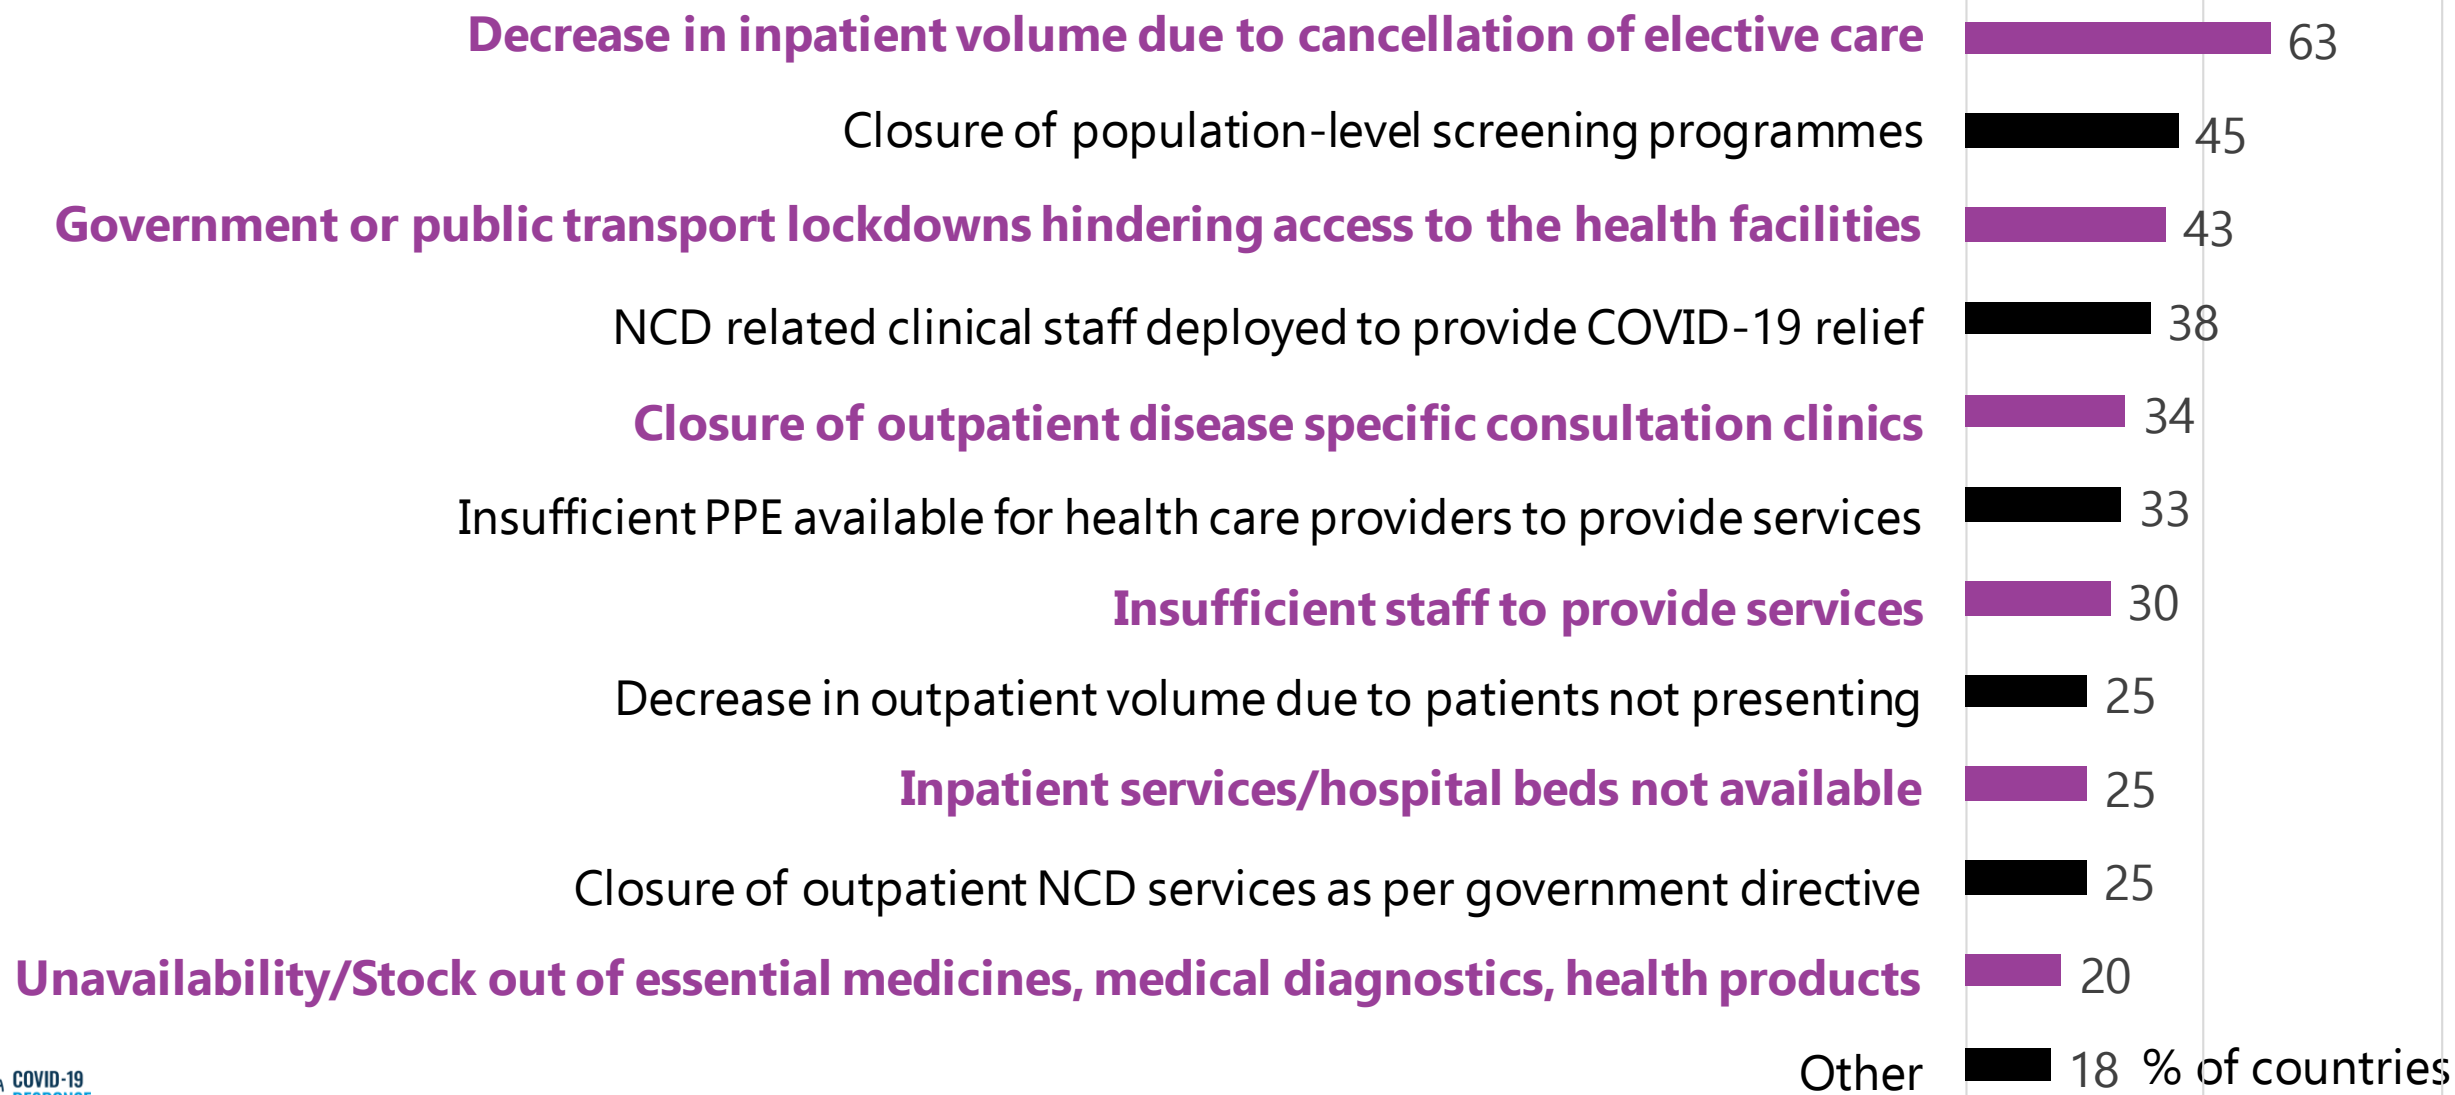 Decrease in inpatient volume due to cancellation of elective care 63
Closure of population-level screening programmes 45
Government or public transport lockdowns hindering access to the health facilities 43
NCD related clinical staff deployed to provide COVID-19 relief 38
Closure of outpatient disease specific consultation clinics 34
Insufficient PPE available for health care providers to provide services 33
Insufficient staff to provide services 30
Decrease in outpatient volume due to patients not presenting 25
Inpatient services/hospital beds not available 25
Closure of outpatient NCD services as per government directive 25
Unavailability/Stock out of essential medicines, medical diagnostics, health products 20
Other 18 % of countries
COVID-19
RESPONSE